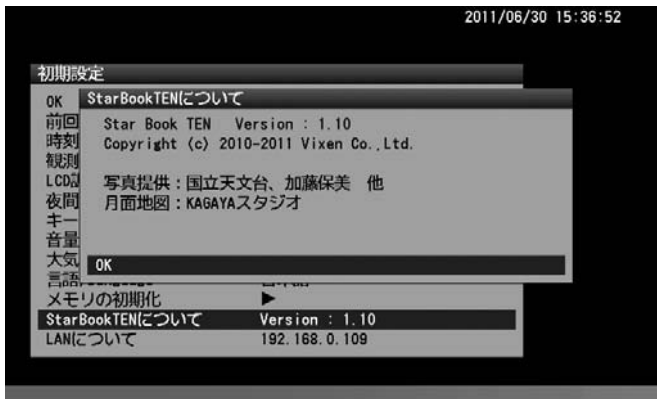 2011/06/30 15:36:52
初期設定
StarBookTENについて
Star Book TEN Version : 1.10
Copyright (c) 2010-2011 Vixen Co.,Ltd.
写真提供：国立天文台、加藤保美 他
月面地図：KAGAYAスタジオ
OK
OK
前回
時刻
観測
LCD
夜間
キー
音量
大気
メモリの初期化 ▶
StarBookTENについて Version : 1.10
LANについて 192.168.0.109